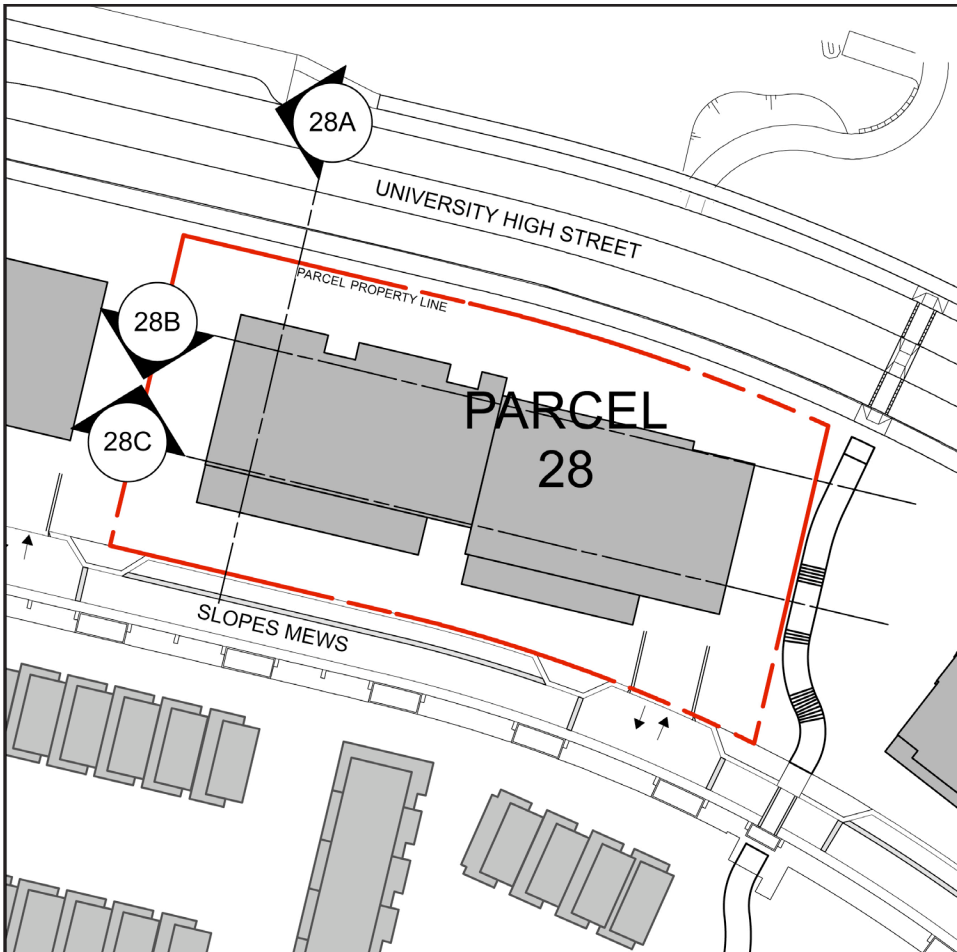 28A
UNIVERSITY HIGH STREET
PARCEL PROPERTY LINE
28B
PARCEL
28
28C
SLOPES MEWS